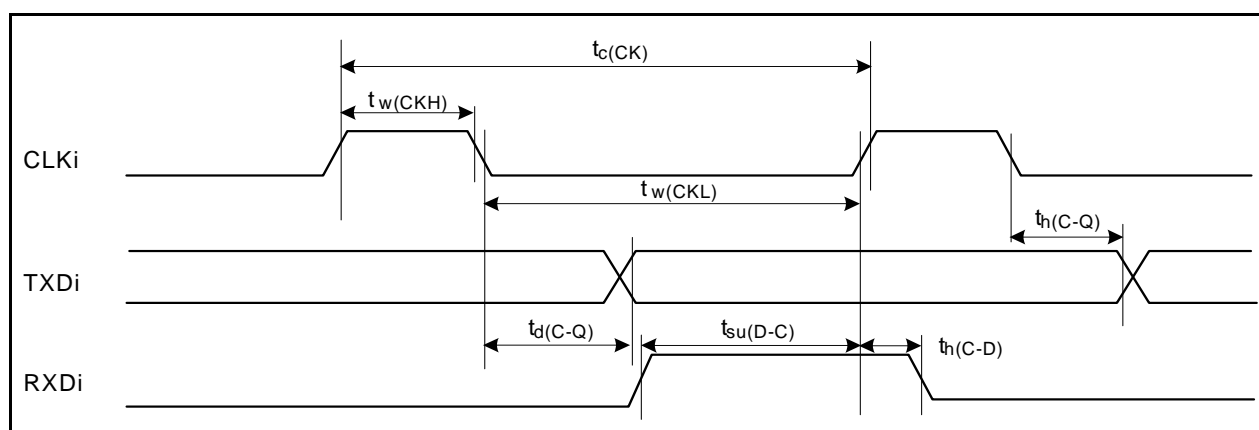 tc(CK)
tw(CKH)
CLKi
tw(CKL)
th(C-Q)
TXDi
td(C-Q)
tsu(D-C)
th(C-D)
RXDi